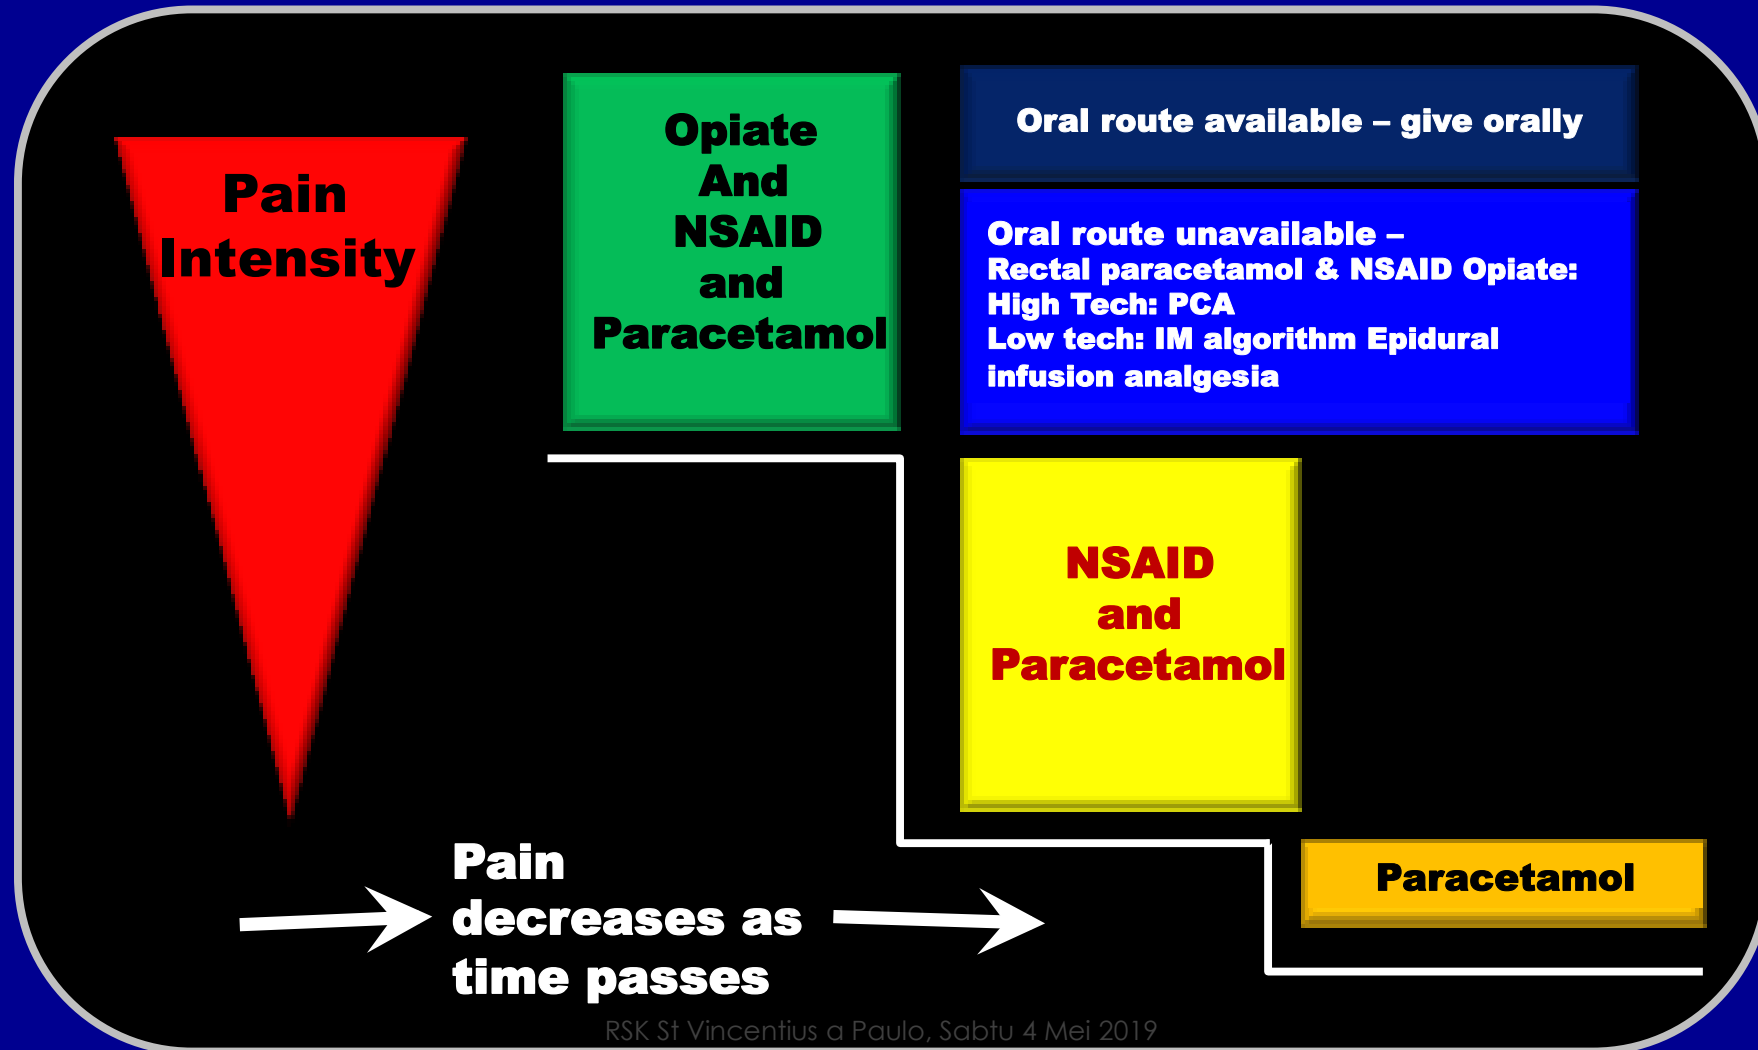 Pain
Intensity
Opiate
And
NSAID
and
Paracetamol
Oral route available – give orally
Oral route unavailable –
Rectal paracetamol & NSAID Opiate:
High Tech: PCA
Low tech: IM algorithm Epidural
infusion analgesia
NSAID
and
Paracetamol
Paracetamol
Pain
decreases as
time passes
RSK St Vincentius a Paulo, Sabtu 4 Mei 2019